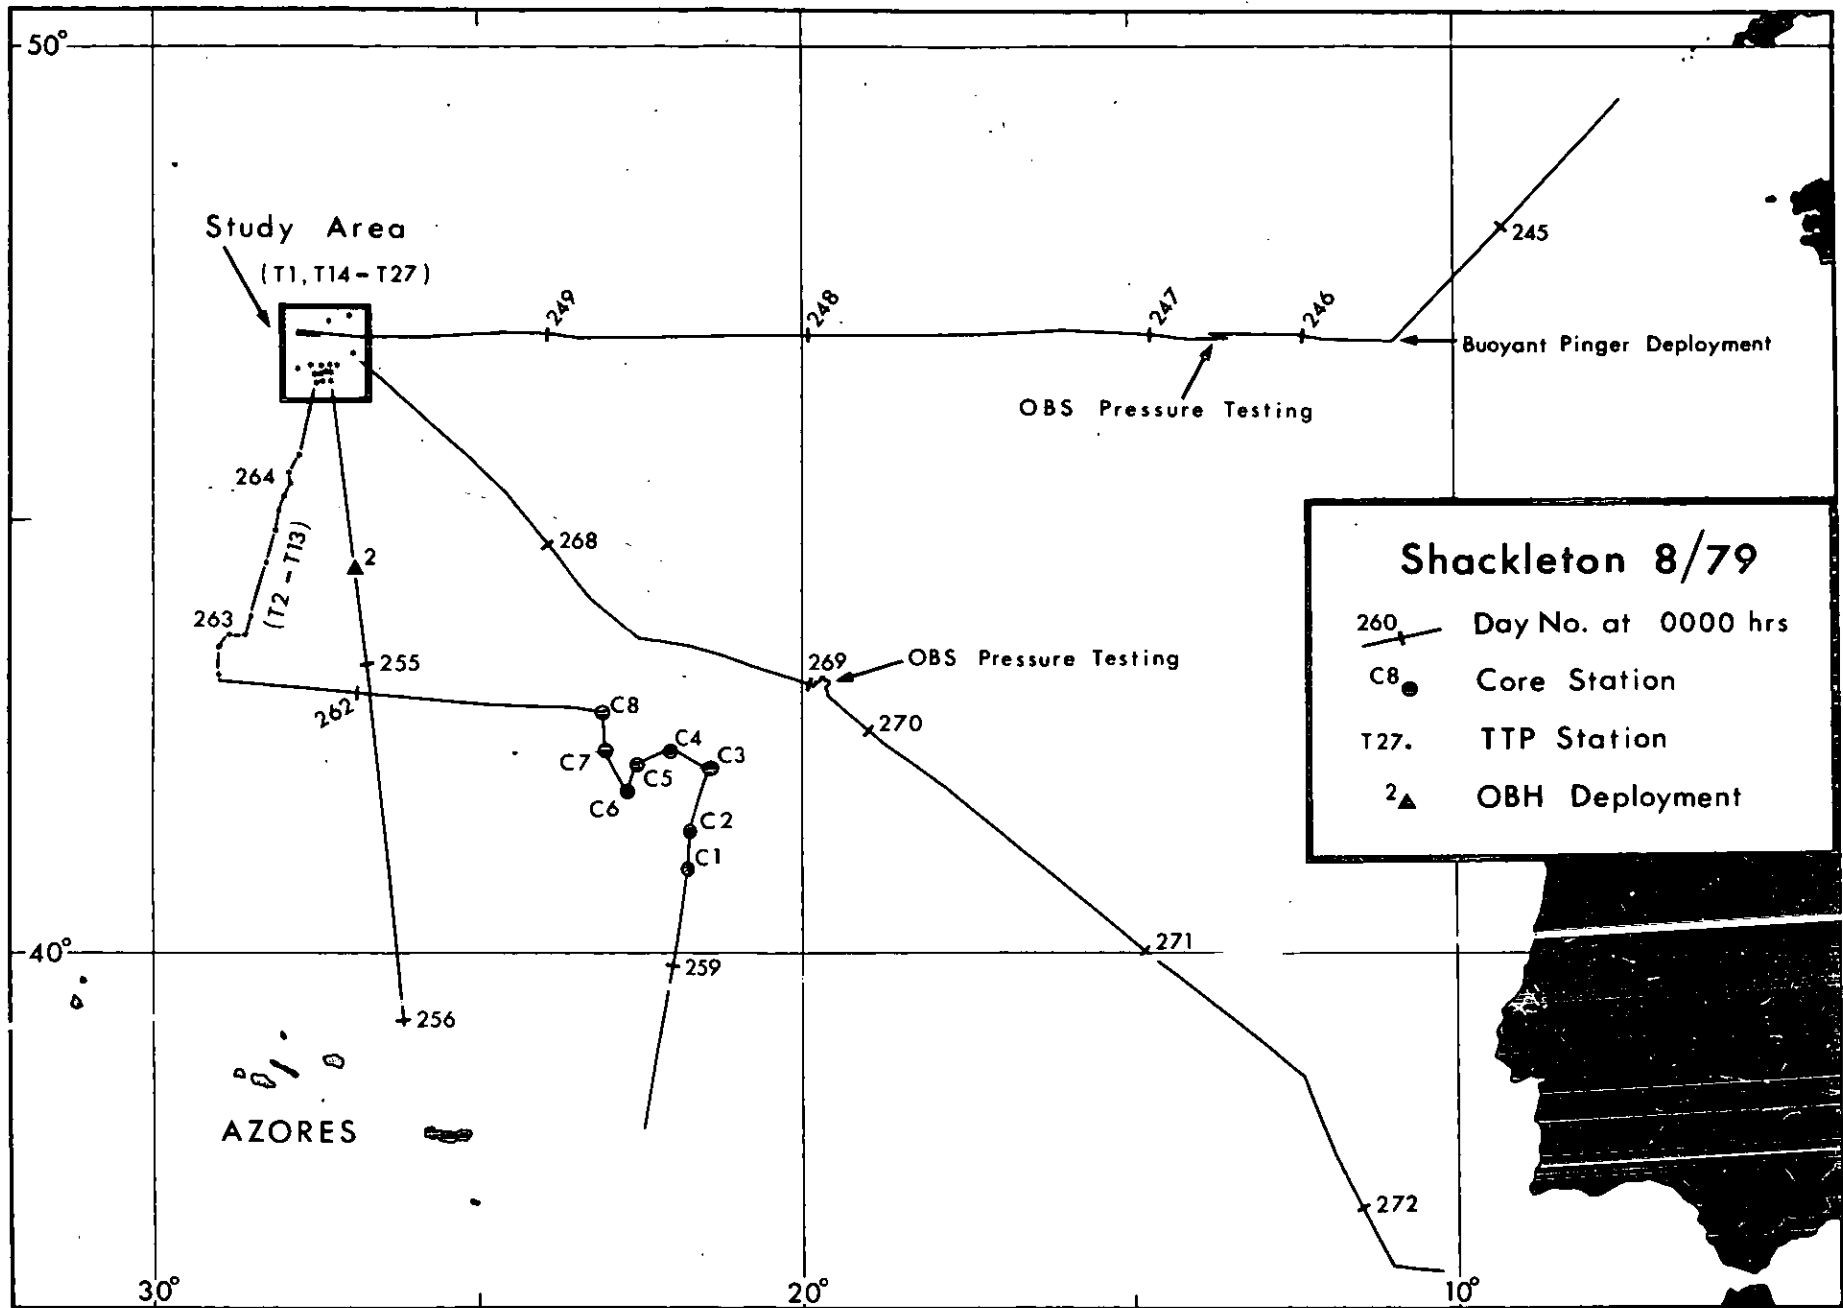 50°
Study Area
(T1, T14-T27)
245
249
248
247
246
Buoyant Pinger Deployment
OBS Pressure Testing
264
(T2-T13)
268
2
263
255
262
269
OBS Pressure Testing
270
C8
C7
C6
C5
C4
C3
C2
C1
Shackleton 8/79
260 Day No. at 0000 hrs
C8 Core Station
T27. TTP Station
2 OBH Deployment
40°
259
271
256
AZORES
272
30°
20°
10°